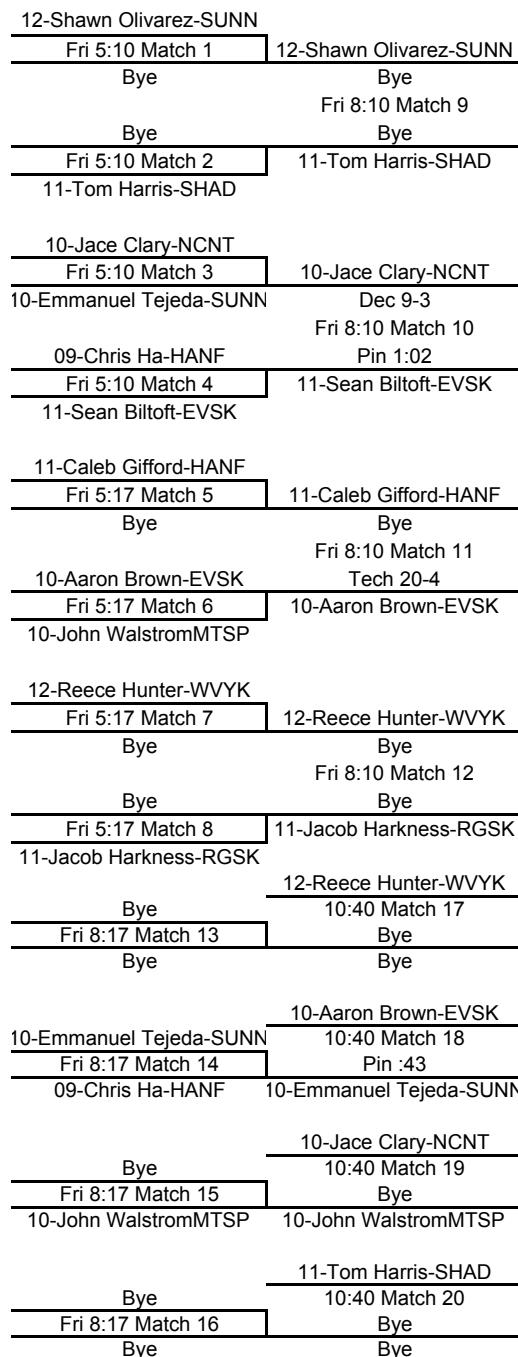 12-Shawn Olivarez-SUNN
Fri 5:10 Match 1 12-Shawn Olivarez-SUNN
Bye Bye
Fri 8:10 Match 9
Bye Bye
Fri 5:10 Match 2 11-Tom Harris-SHAD
11-Tom Harris-SHAD
10-Jace Clary-NCNT
Fri 5:10 Match 3 10-Jace Clary-NCNT
10-Emmanuel Tejeda-SUNN Dec 9-3
Fri 8:10 Match 10
09-Chris Ha-HANF Pin 1:02
Fri 5:10 Match 4 11-Sean Biltoft-EVSK
11-Sean Biltoft-EVSK
11-Caleb Gifford-HANF
Fri 5:17 Match 5 11-Caleb Gifford-HANF
Bye Bye
Fri 8:10 Match 11
10-Aaron Brown-EVSK Tech 20-4
Fri 5:17 Match 6 10-Aaron Brown-EVSK
10-John WalstromMTSP
12-Reece Hunter-WVYK
Fri 5:17 Match 7 12-Reece Hunter-WVYK
Bye Bye
Fri 8:10 Match 12
Bye Bye
Fri 5:17 Match 8 11-Jacob Harkness-RGSK
11-Jacob Harkness-RGSK
12-Reece Hunter-WVYK
Bye 10:40 Match 17
Fri 8:17 Match 13 Bye
Bye Bye
10-Aaron Brown-EVSK
10-Emmanuel Tejeda-SUNN 10:40 Match 18
Fri 8:17 Match 14 Pin :43
09-Chris Ha-HANF 10-Emmanuel Tejeda-SUNN
10-Jace Clary-NCNT
Bye 10:40 Match 19
Fri 8:17 Match 15 Bye
10-John WalstromMTSP 10-John WalstromMTSP
11-Tom Harris-SHAD
Bye 10:40 Match 20
Fri 8:17 Match 16 Bye
Bye Bye